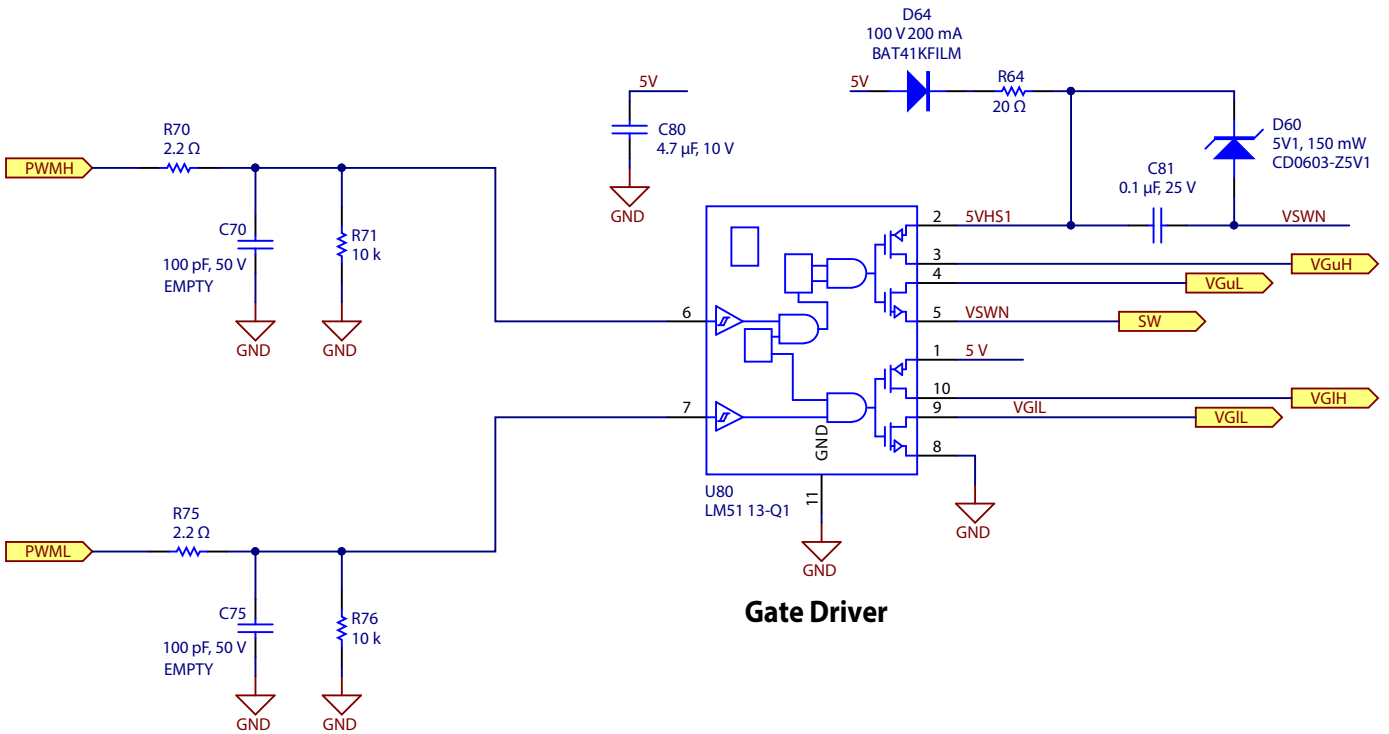 D64
100 V 200 mA
BAT41KFILM
5V
R64
20 Ω
5V
C80
4.7 µF, 10 V
GND
D60
5V1, 150 mW
CD0603-Z5V1
C81
0.1 µF, 25 V
R70
2.2 Ω
PWMH
C70
100 pF, 50 V
EMPTY
R71
10 k
GND
GND
2
5VHS1
VSWN
3
VGuH
4
VGuL
5
VSWN
SW
6
1
5 V
10
VGIH
7
9
VGIL
VGIL
8
GND
GND
U80
LM51 13-Q1
11
GND
R75
2.2 Ω
PWML
C75
100 pF, 50 V
EMPTY
R76
10 k
GND
GND
Gate Driver